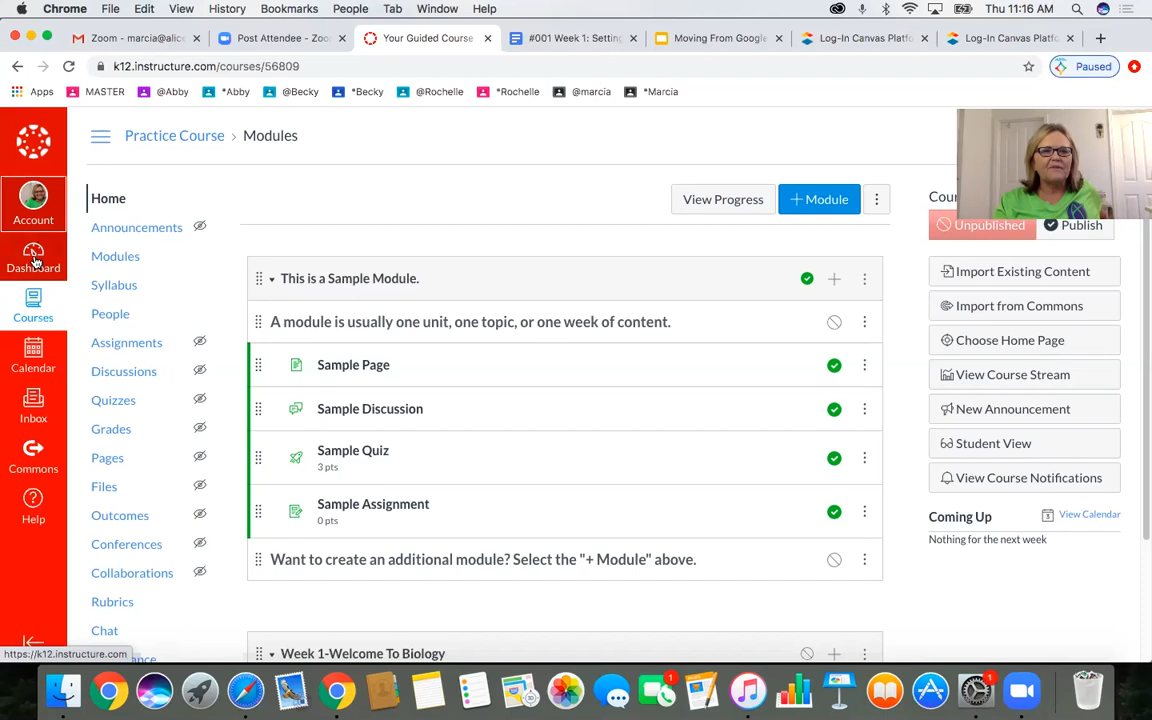 Chrome File Edit View History Bookmarks People Tab Window Help Thu 11:16 AM
Zoom - marcia@alice × Post Attendee - Zoo × Your Guided Course × #001 Week 1: Setting × Moving From Google × Log-In Canvas Platfo × Log-In Canvas Platfo × +
k12.instructure.com/courses/56809 Paused
Apps MASTER @Abby *Abby @Becky *Becky @Rochelle *Rochelle @marcia *Marcia
Practice Course > Modules
Account
Dashboard
Courses
Calendar
Inbox
Commons
Help
Home
Announcements
Modules
Syllabus
People
Assignments
Discussions
Quizzes
Grades
Pages
Files
Outcomes
Conferences
Collaborations
Rubrics
Chat
View Progress + Module
This is a Sample Module.
A module is usually one unit, one topic, or one week of content.
Sample Page
Sample Discussion
Sample Quiz
3 pts
Sample Assignment
0 pts
Want to create an additional module? Select the "+ Module" above.
Week 1-Welcome To Biology
Cour
Unpublished Publish
Import Existing Content
Import from Commons
Choose Home Page
View Course Stream
New Announcement
Student View
View Course Notifications
Coming Up View Calendar
Nothing for the next week
https://k12.instructure.com
1 1